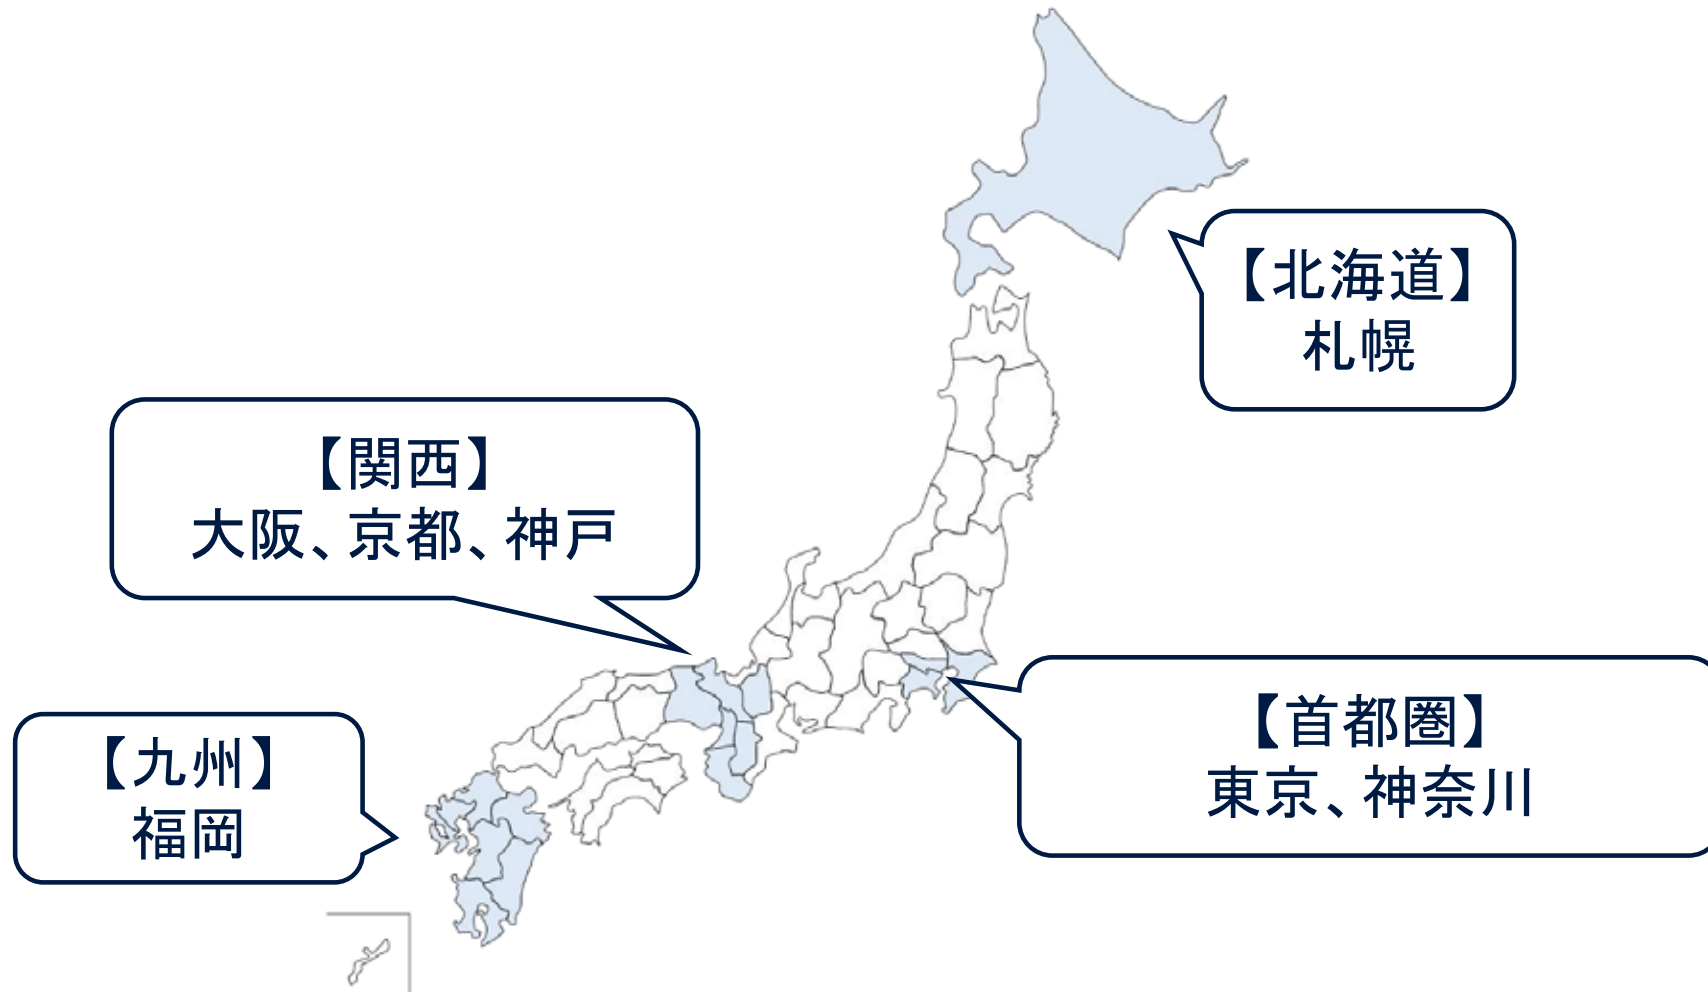 【北海道】
札幌
【関西】
大阪、京都、神戸
【首都圏】
東京、神奈川
【九州】
福岡